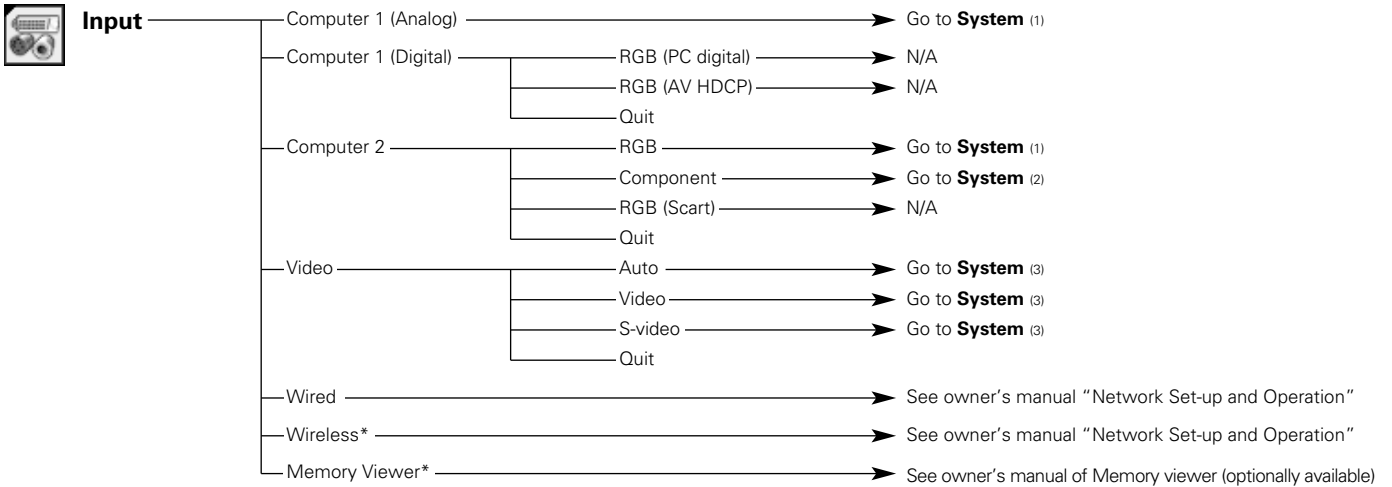 Input Computer 1 (Analog) Go to System (1)
Computer 1 (Digital) RGB (PC digital) N/A
RGB (AV HDCP) N/A
Quit
Computer 2 RGB Go to System (1)
Component Go to System (2)
RGB (Scart) N/A
Quit
Video Auto Go to System (3)
Video Go to System (3)
S-video Go to System (3)
Quit
Wired See owner's manual “Network Set-up and Operation”
Wireless* See owner's manual “Network Set-up and Operation”
Memory Viewer* See owner's manual of Memory viewer (optionally available)